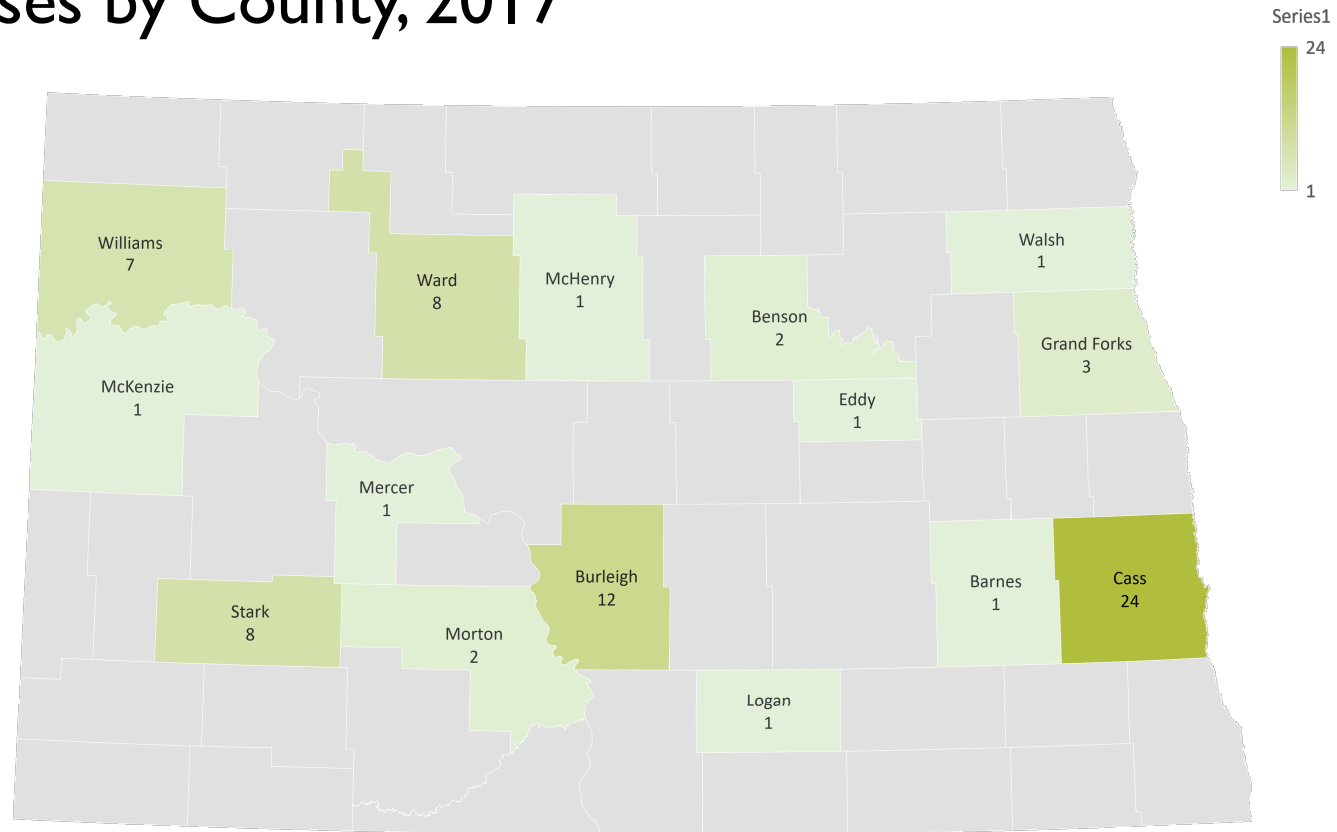 by County, 2017
Series1
24
1
Williams
7
Ward
8
McHenry
1
Benson
2
Walsh
1
Grand Forks
3
McKenzie
1
Eddy
1
Mercer
1
Burleigh
12
Barnes
1
Cass
24
Stark
8
Morton
2
Logan
1